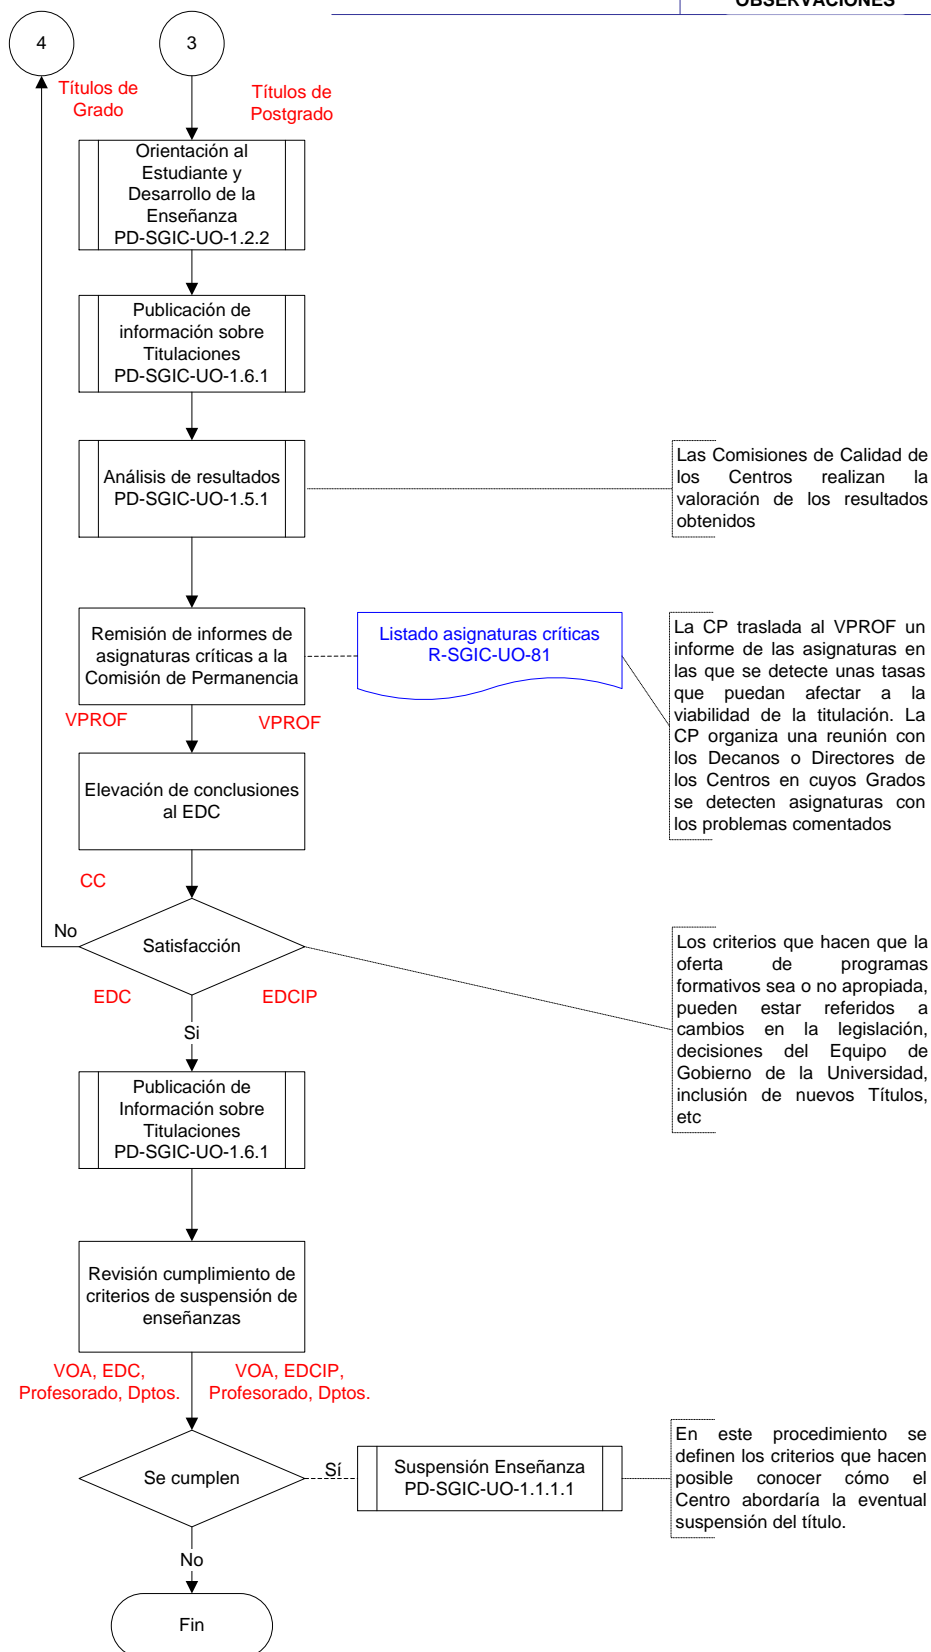 OBSERVACIONES
4
3
Títulos de
Grado
Títulos de
Postgrado
Orientación al
Estudiante y
Desarrollo de la
Enseñanza
PD-SGIC-UO-1.2.2
Publicación de
información sobre
Titulaciones
PD-SGIC-UO-1.6.1
Análisis de resultados
PD-SGIC-UO-1.5.1
Las Comisiones de Calidad de
los Centros realizan la
valoración de los resultados
obtenidos
Remisión de informes de
asignaturas críticas a la
Comisión de Permanencia
Listado asignaturas críticas
R-SGIC-UO-81
La CP traslada al VPROF un
informe de las asignaturas en
las que se detecte unas tasas
que puedan afectar a la
viabilidad de la titulación. La
CP organiza una reunión con
los Decanos o Directores de
los Centros en cuyos Grados
se detecten asignaturas con
los problemas comentados
VPROF
VPROF
Elevación de conclusiones
al EDC
CC
No
Satisfacción
EDC
EDCIP
Si
Los criterios que hacen que la
oferta de programas
formativos sea o no apropiada,
pueden estar referidos a
cambios en la legislación,
decisiones del Equipo de
Gobierno de la Universidad,
inclusión de nuevos Títulos,
etc
Publicación de
Información sobre
Titulaciones
PD-SGIC-UO-1.6.1
Revisión cumplimiento de
criterios de suspensión de
enseñanzas
VOA, EDC,
Profesorado, Dptos.
VOA, EDCIP,
Profesorado, Dptos.
Se cumplen
Sí
Suspensión Enseñanza
PD-SGIC-UO-1.1.1.1
En este procedimiento se
definen los criterios que hacen
posible conocer cómo el
Centro abordaría la eventual
suspensión del título.
No
Fin